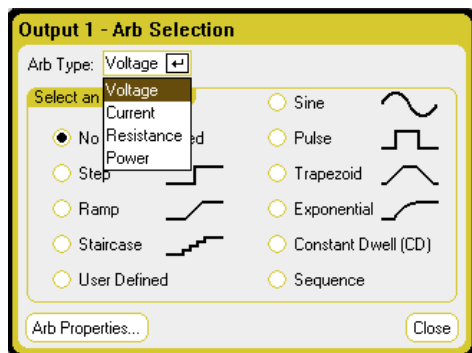 Output 1 - Arb Selection
Arb Type: Voltage
Voltage
Current
Resistance
Power
Select an
No
Step
Ramp
Staircase
User Defined
Sine
Pulse
Trapezoid
Exponential
Constant Dwell (CD)
Sequence
Arb Properties...
Close